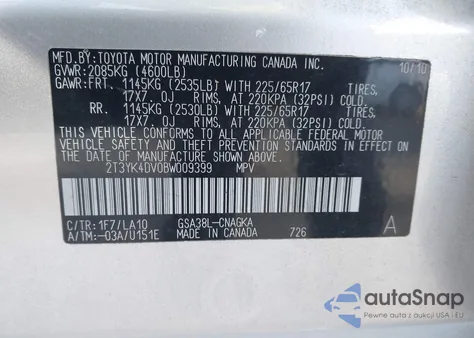 MFD.BY:TOYOTA MOTOR MANUFACTURING CANADA INC. 10/10
GVWR: 2085KG (4600LB)
GAWR: FRT. 1145KG (2535LB) WITH 225/65R17 TIRES,
17X7. 0J RIMS, AT 220KPA (32PSI) COLD.
RR. 1145KG (2530LB) WITH 225/65R17 TIRES,
17X7. 0J RIMS, AT 220KPA (32PSI) COLD.
THIS VEHICLE CONFORMS TO ALL APPLICABLE FEDERAL MOTOR
VEHICLE SAFETY AND THEFT PREVENTION STANDARDS IN
EFFECT ON THE DATE OF MANUFACTURE SHOWN ABOVE.
2T3YK4DV0BW009399 MPV
C/TR: 1F7/LA10 GSA38L-CNAGKA A
A/TM: -03A/U151E MADE IN CANADA 726
autoSnap
Pewne auta z USA i EU